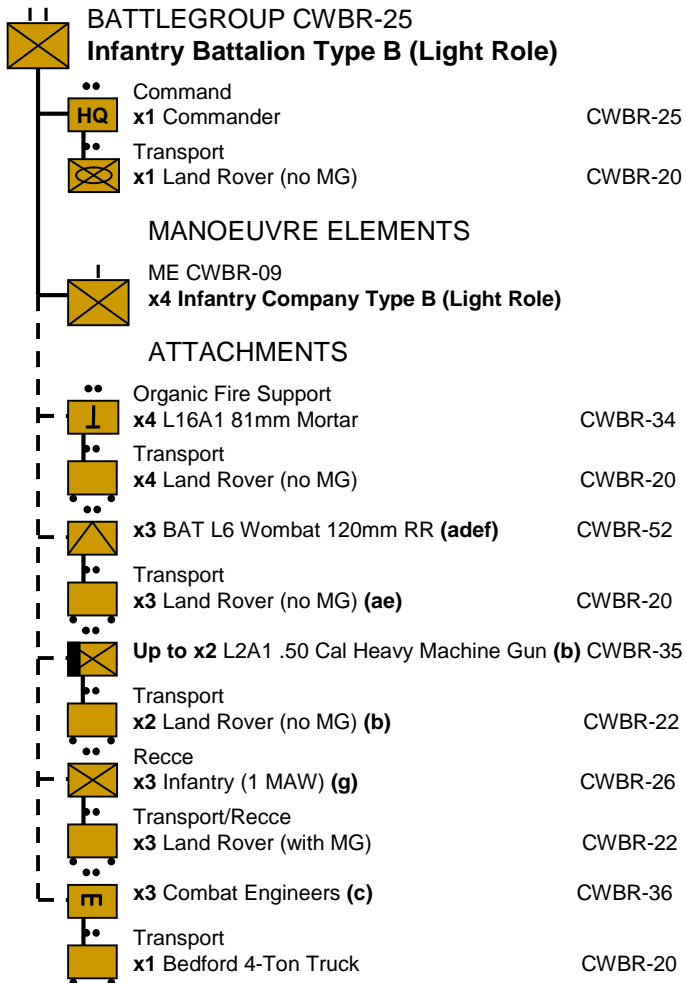 BATTLEGROUP CWBR-25
Infantry Battalion Type B (Light Role)
Command
HQ x1 Commander CWBR-25
Transport
x1 Land Rover (no MG) CWBR-20
MANOEUVRE ELEMENTS
ME CWBR-09
x4 Infantry Company Type B (Light Role)
ATTACHMENTS
Organic Fire Support
x4 L16A1 81mm Mortar CWBR-34
Transport
x4 Land Rover (no MG) CWBR-20
x3 BAT L6 Wombat 120mm RR (adef) CWBR-52
Transport
x3 Land Rover (no MG) (ae) CWBR-20
Up to x2 L2A1 .50 Cal Heavy Machine Gun (b) CWBR-35
Transport
x2 Land Rover (no MG) (b) CWBR-22
Recce
x3 Infantry (1 MAW) (g) CWBR-26
Transport/Recce
x3 Land Rover (with MG) CWBR-22
x3 Combat Engineers (c) CWBR-36
Transport
x1 Bedford 4-Ton Truck CWBR-20